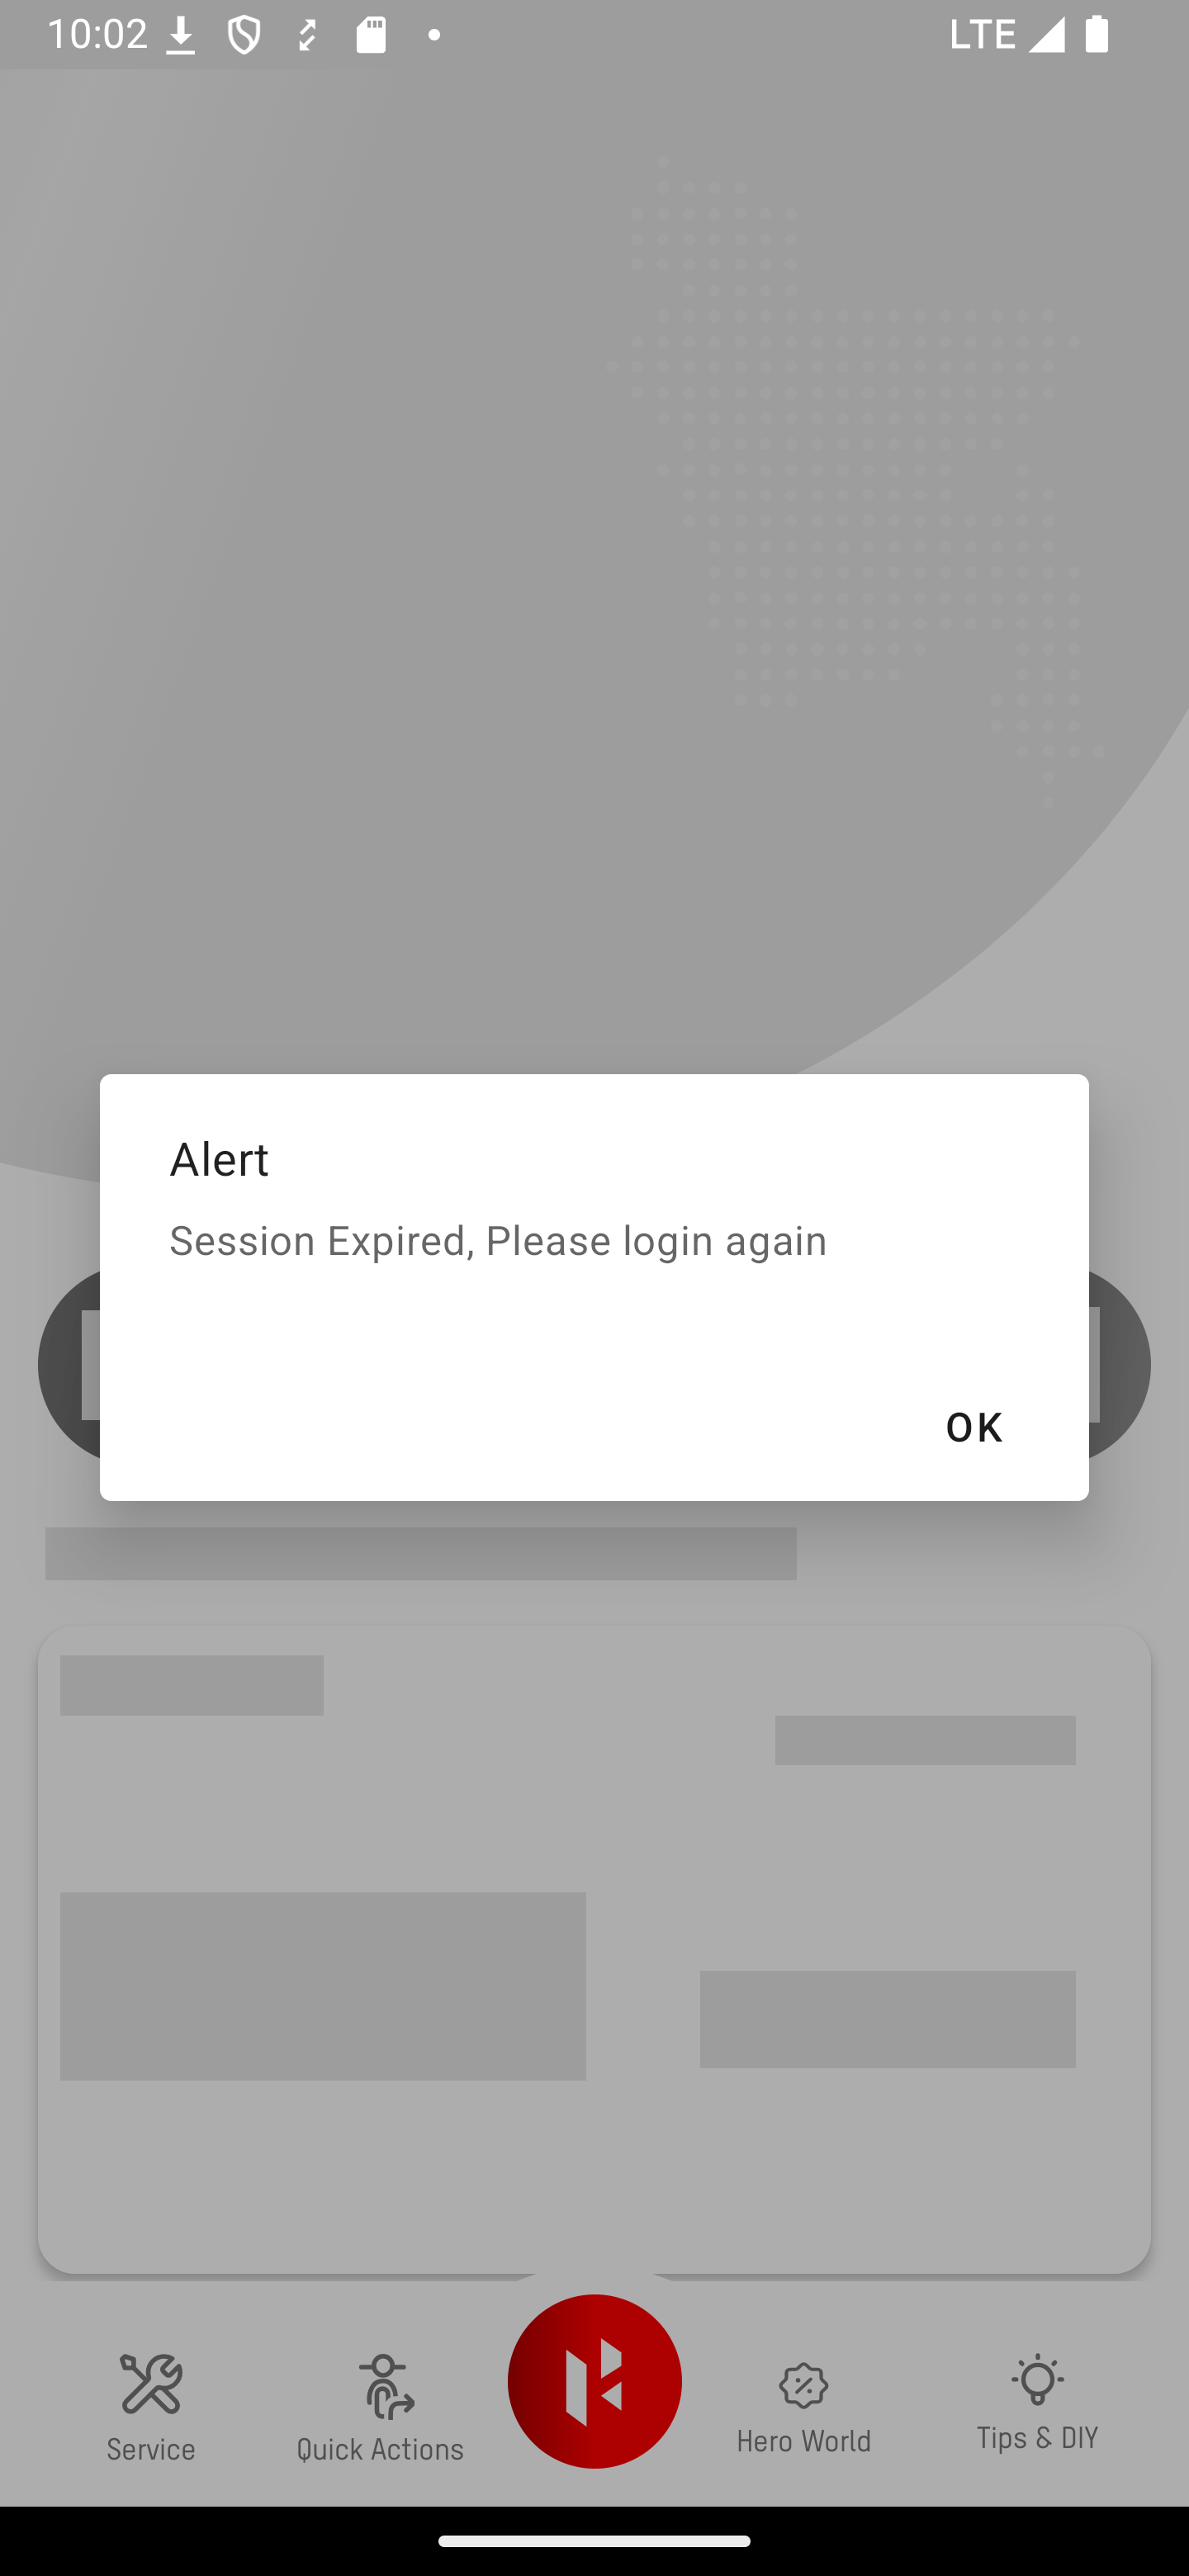 10:02
LTE
Alert
Session Expired, Please login again
OK
Service
Quick Actions
Hero World
Tips & DIY